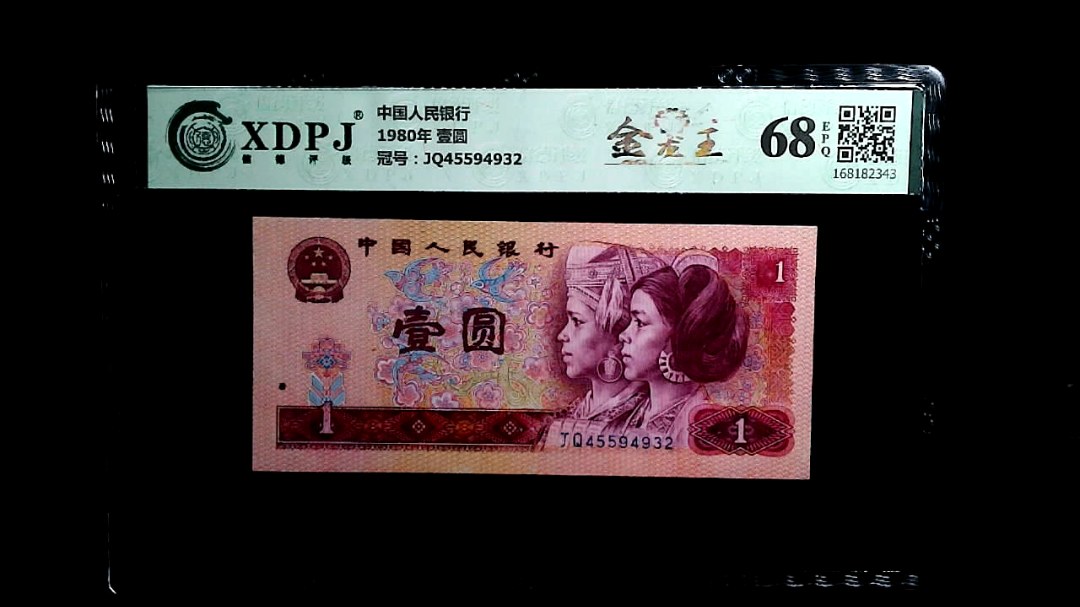 XDPJ®
信德评级
中国人民银行
1980年 壹圆
冠号：JQ45594932
金龙王
68
EPQ
168182343
中国人民银行
1
壹圆
1
JQ45594932
1